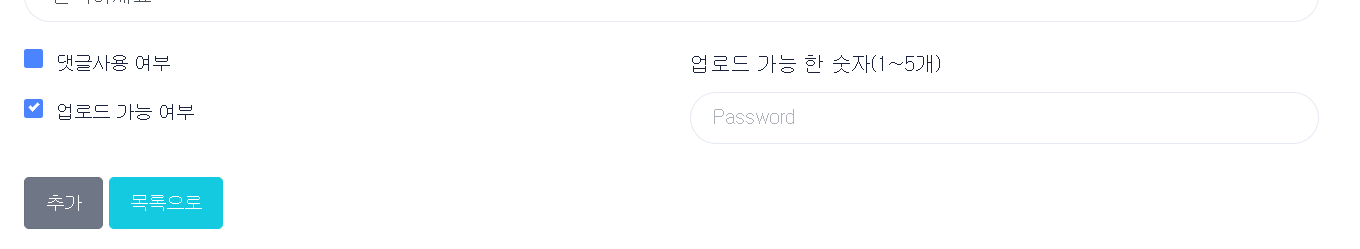 댓글사용 여부
업로드 가능 여부
업로드 가능 한 숫자(1~5개)
Password
추가 목록으로